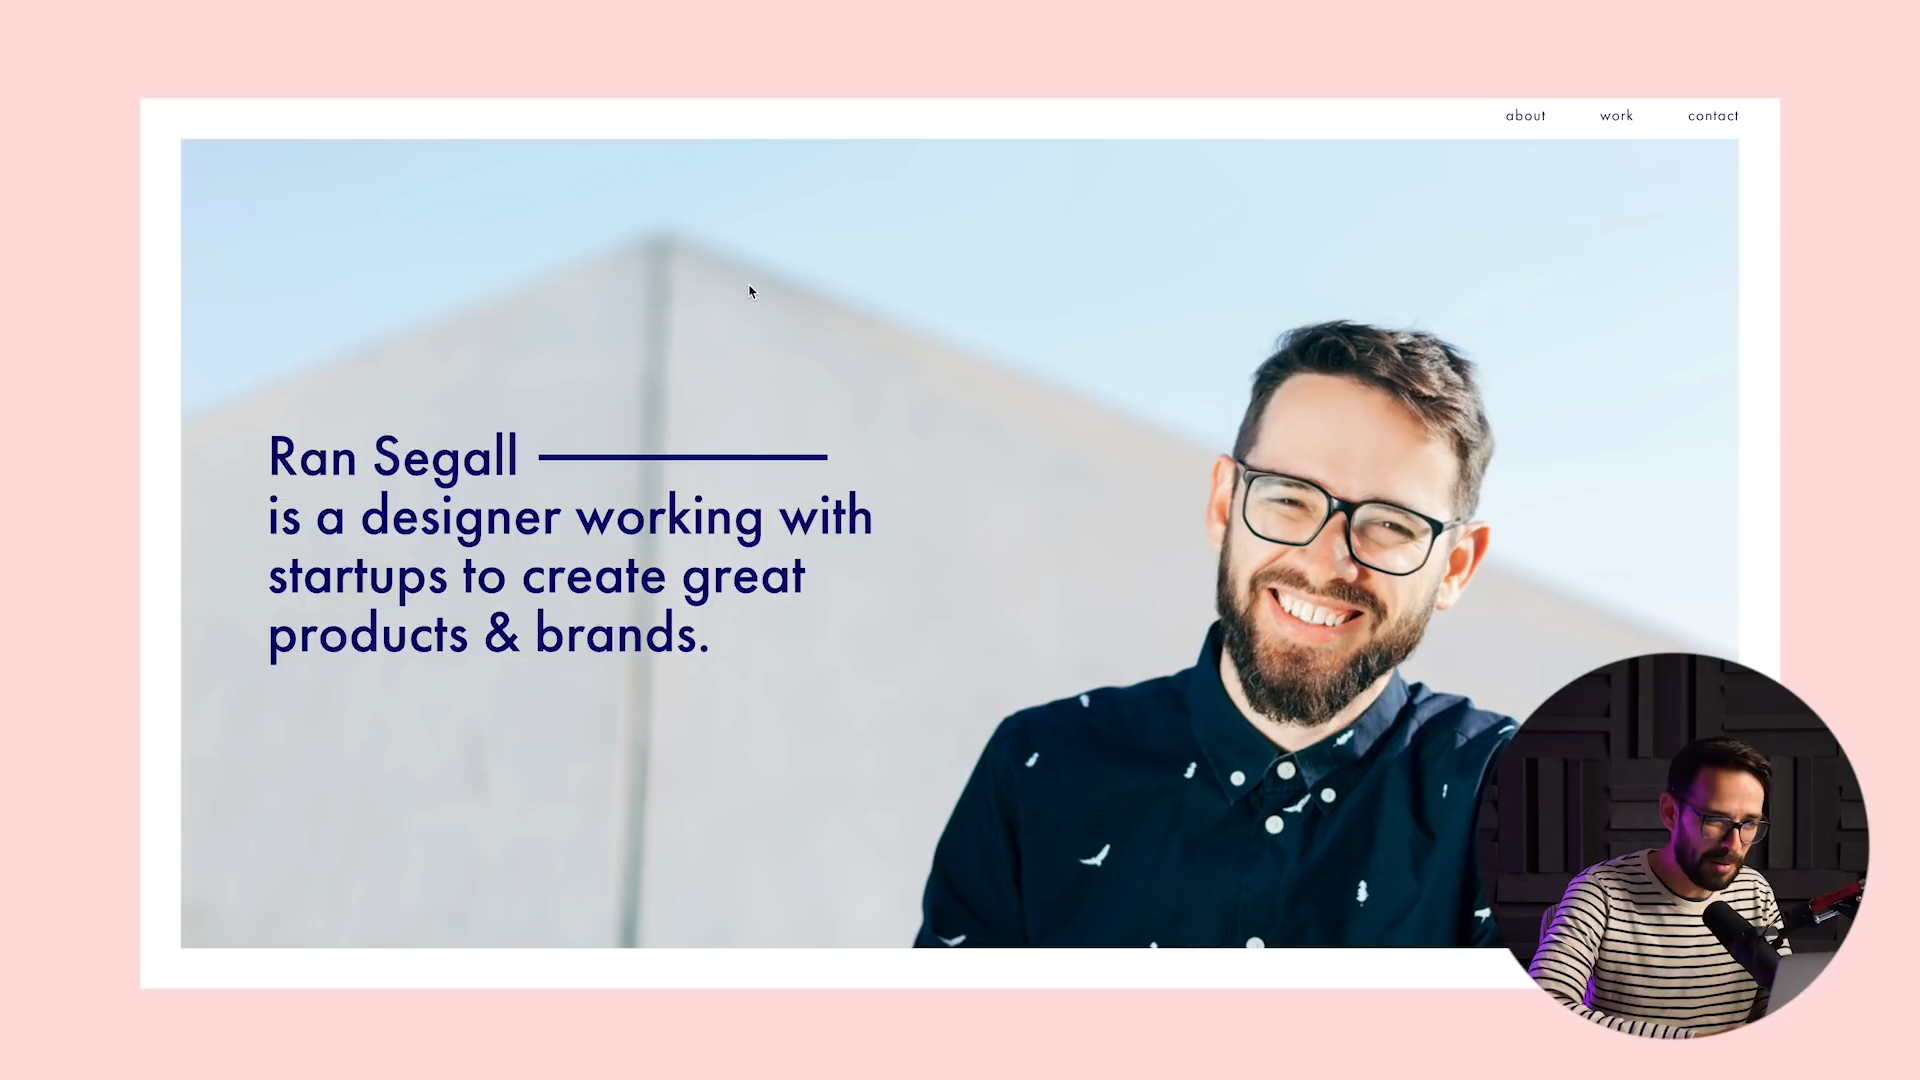 about work contact
Ran Segall
is a designer working with
startups to create great
products & brands.